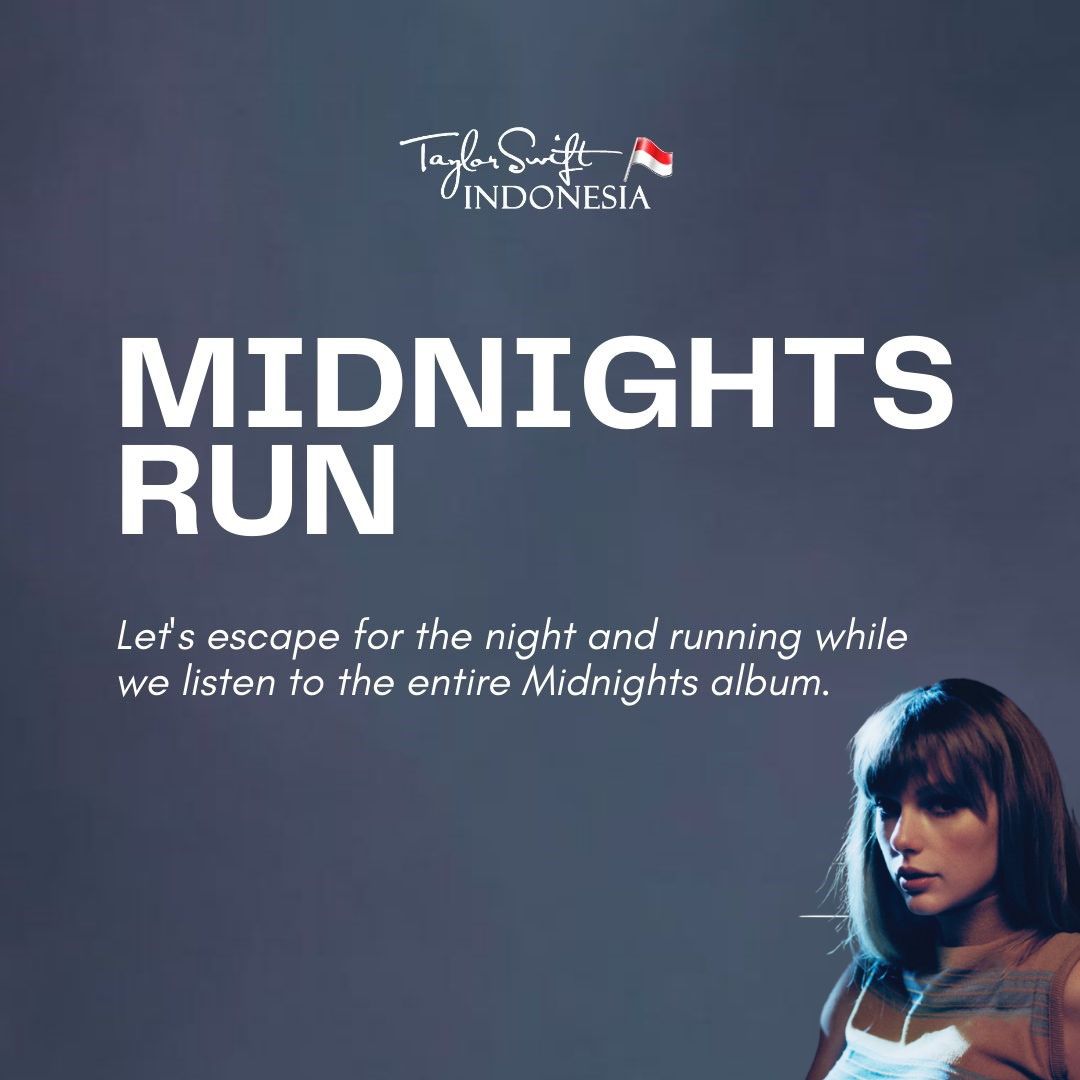 Taylor Swift
INDONESIA
MIDNIGHTS
RUN
Let's escape for the night and running while
we listen to the entire Midnights album.